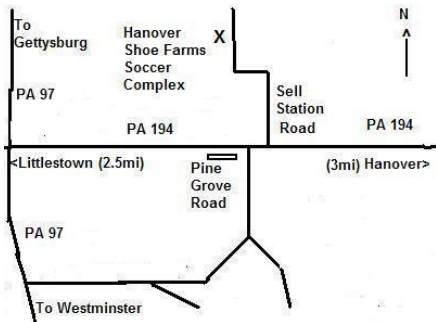 To
Gettysburg
Hanover
Shoe Farms
Soccer
Complex
X
N
PA 97
Sell
Station
Road
PA 194
PA 194
<Littlestown (2.5mi)
(3mi) Hanover>
Pine
Grove
Road
PA 97
To Westminster